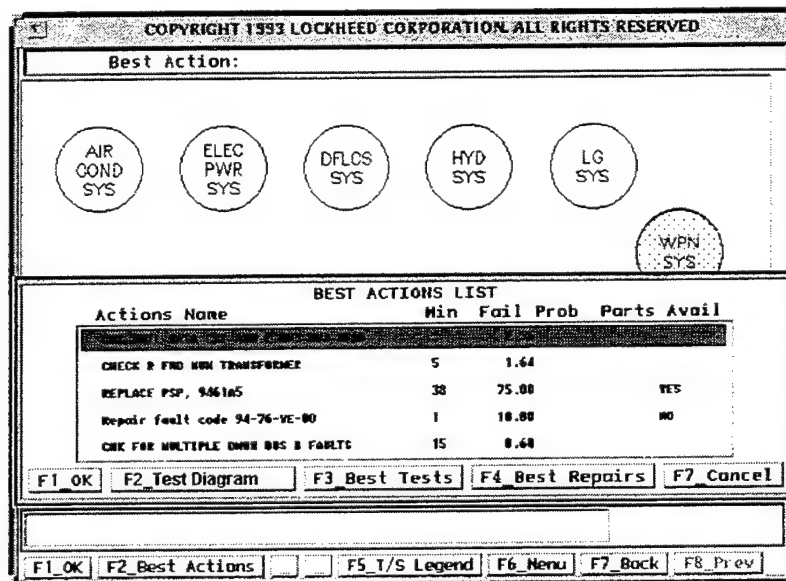 COPYRIGHT 1993 LOCKHEED CORPORATION. ALL RIGHTS RESERVED
Best Action:
AIR COND SYS
ELEC PWR SYS
DFLCS SYS
HYD SYS
LG SYS
WPN SYS
BEST ACTIONS LIST
Actions Name Min Fail Prob Parts Avail
CHECK R FND NUM TRANSFORMER 5 1.64
REPLACE PSP, 9461A5 38 75.00 YES
Repair fault code 94-76-VE-00 1 10.00 NO
CHK FOR MULTIPLE BBS FAULTS 15 0.60
F1_OK F2_Test Diagram F3_Best Tests F4_Best Repairs F7_Cancel
F1_OK F2_Best Actions F5_T/S Legend F6_Menu F7_Back F8_Prev